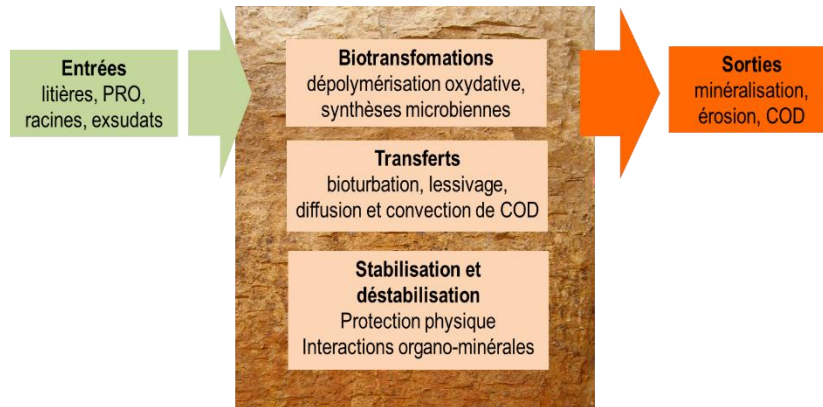 Entrées
litières, PRO,
racines, exsudats
Biotransfomations
dépolymérisation oxydative,
synthèses microbiennes
Transferts
bioturbation, lessivage,
diffusion et convection de COD
Stabilisation et
déstabilisation
Protection physique
Interactions organo-minérales
Sorties
minéralisation,
érosion, COD